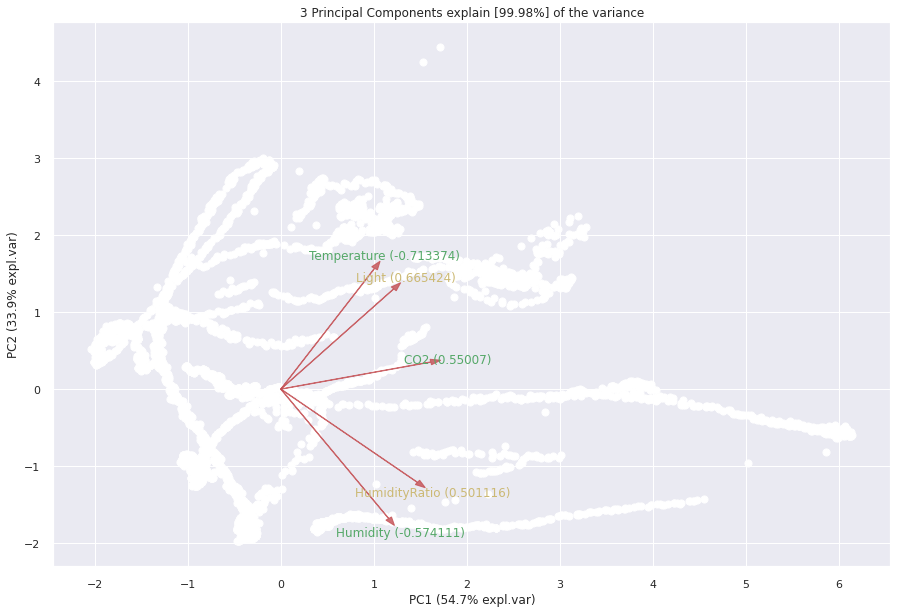 3 Principal Components explain [99.98%] of the variance
4
3
2
1
0
−1
−2
PC2 (33.9% expl.var)
Temperature (-0.713374)
Light (0.665424)
CO2 (0.55007)
HumidityRatio (0.501116)
Humidity (-0.574111)
−2 −1 0 1 2 3 4 5 6
PC1 (54.7% expl.var)